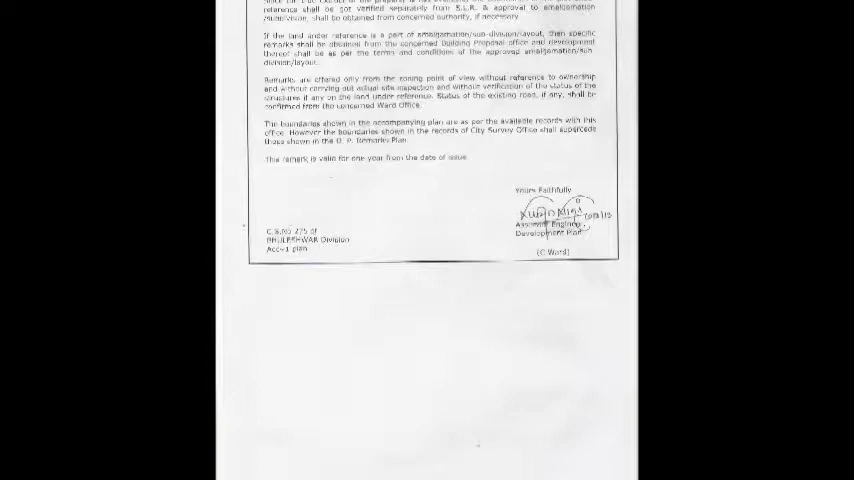 reference shall be got verified separately from S.L.R. & approval to amalgamation
/subdivision, shall be obtained from concerned authority, if necessary.
If the land under reference is a part of amalgamation/sub-division/layout, then specific
remarks shall be obtained from the concerned Building Proposal office and development
thereof shall be as per the terms and conditions of the approved amalgamation/sub-
division/layout.
Remarks are offered only from the zoning point of view without reference to ownership
and without carrying out actual site inspection and without verification of the status of the
structures if any on the land under reference. Status of the existing road, if any, shall be
confirmed from the concerned Ward Office.
The boundaries shown in the accompanying plan are as per the available records with this
office. However the boundaries shown in the records of City Survey Office shall supercede
those shown in the D. P. Remarks Plan.
This remark is valid for one year from the date of issue.
Yours Faithfully
Assistant Engineer
Development Plan
(C Ward)
C.S.No 275 of
BHULESHWAR Division
Acc-1 plan